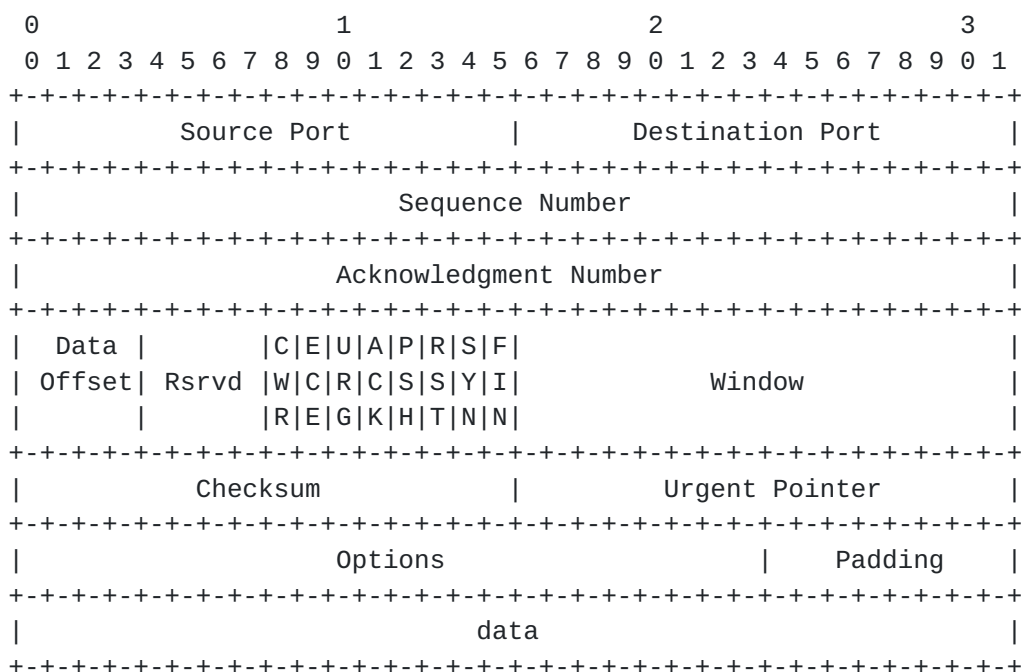 0                   1                   2                   3
 0 1 2 3 4 5 6 7 8 9 0 1 2 3 4 5 6 7 8 9 0 1 2 3 4 5 6 7 8 9 0 1
+-+-+-+-+-+-+-+-+-+-+-+-+-+-+-+-+-+-+-+-+-+-+-+-+-+-+-+-+-+-+-+-+
|          Source Port          |       Destination Port        |
+-+-+-+-+-+-+-+-+-+-+-+-+-+-+-+-+-+-+-+-+-+-+-+-+-+-+-+-+-+-+-+-+
|                        Sequence Number                        |
+-+-+-+-+-+-+-+-+-+-+-+-+-+-+-+-+-+-+-+-+-+-+-+-+-+-+-+-+-+-+-+-+
|                    Acknowledgment Number                      |
+-+-+-+-+-+-+-+-+-+-+-+-+-+-+-+-+-+-+-+-+-+-+-+-+-+-+-+-+-+-+-+-+
|  Data |       |C|E|U|A|P|R|S|F|                               |
| Offset| Rsrvd |W|C|R|C|S|S|Y|I|            Window             |
|       |       |R|E|G|K|H|T|N|N|                               |
+-+-+-+-+-+-+-+-+-+-+-+-+-+-+-+-+-+-+-+-+-+-+-+-+-+-+-+-+-+-+-+-+
|           Checksum            |         Urgent Pointer        |
+-+-+-+-+-+-+-+-+-+-+-+-+-+-+-+-+-+-+-+-+-+-+-+-+-+-+-+-+-+-+-+-+
|                    Options                    |    Padding    |
+-+-+-+-+-+-+-+-+-+-+-+-+-+-+-+-+-+-+-+-+-+-+-+-+-+-+-+-+-+-+-+-+
|                             data                              |
+-+-+-+-+-+-+-+-+-+-+-+-+-+-+-+-+-+-+-+-+-+-+-+-+-+-+-+-+-+-+-+-+